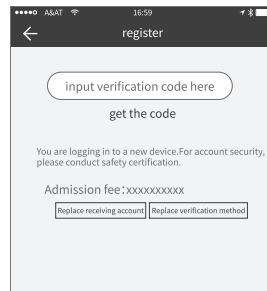 A&AT 16:59
register
input verification code here
get the code
You are logging in to a new device.For account security,
please conduct safety certification.
Admission fee:xxxxxxxxxx
Replace receiving account Replace verification method